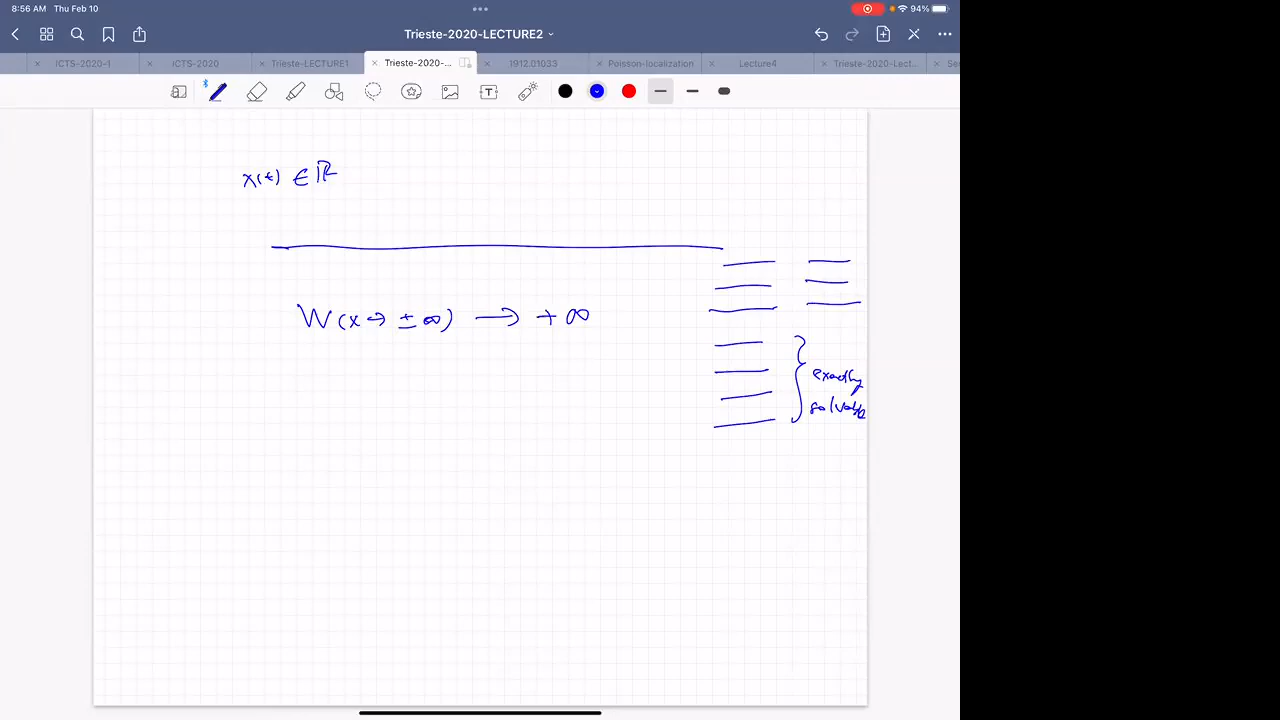 8:56 AM Thu Feb 10
94%
Trieste-2020-LECTURE2
ICTS-2020-1
ICTS-2020
Trieste-LECTURE1
Trieste-2020-...
1912.01033
Poisson-localization
Lecture4
Trieste-2020-Lect...
Se
x(t) ∈ ℝ
W(x → ± ∞) → + ∞
exactly
solvable